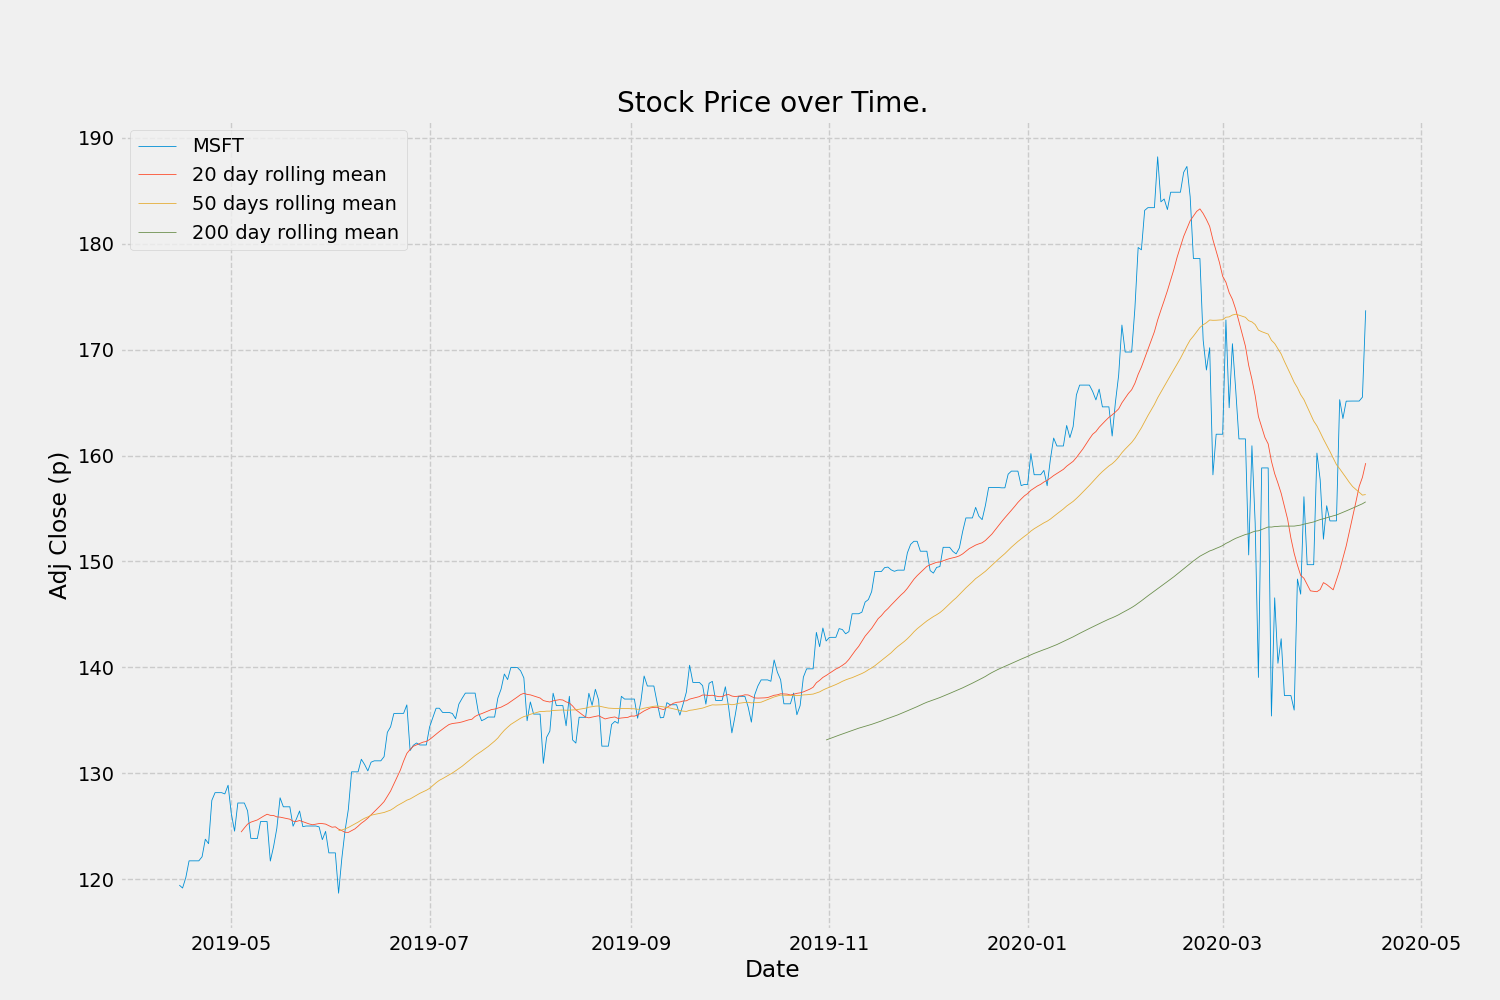 Stock Price over Time.
MSFT
20 day rolling mean
50 days rolling mean
200 day rolling mean
190
180
170
160
150
140
130
120
Adj Close (p)
2019-05 2019-07 2019-09 2019-11 2020-01 2020-03 2020-05
Date